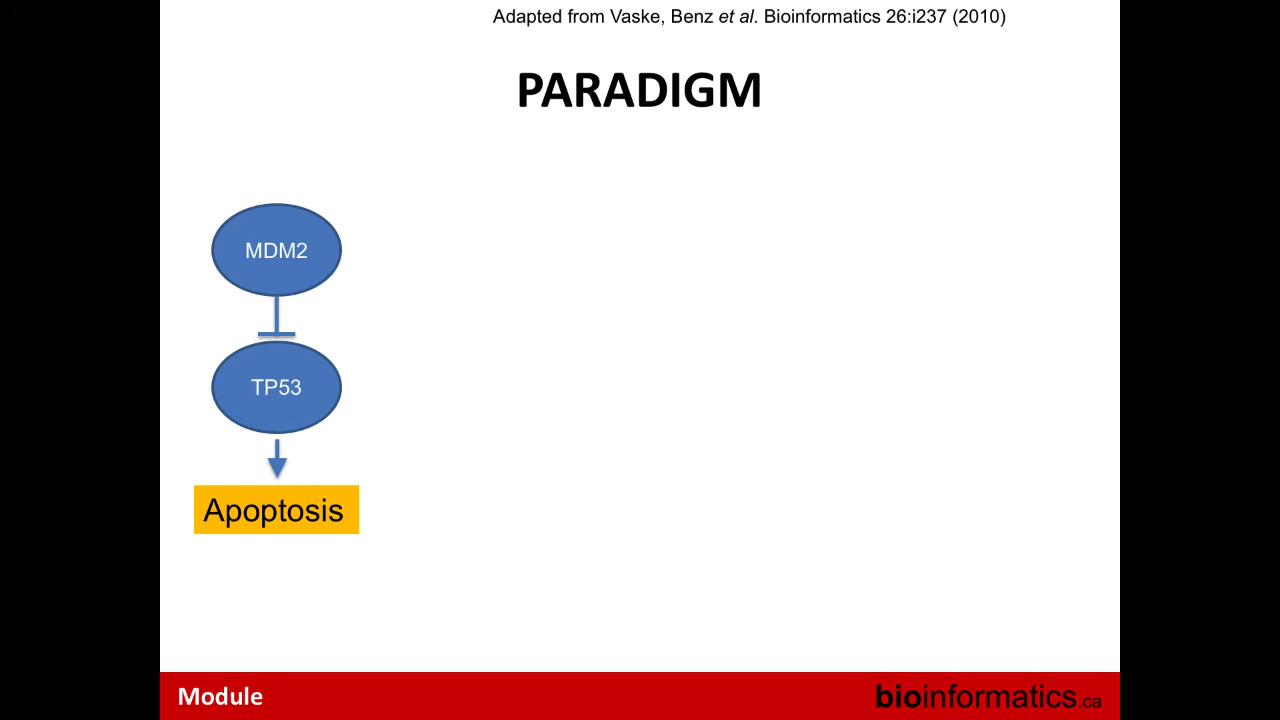 Adapted from Vaske, Benz et al. Bioinformatics 26:i237 (2010)
PARADIGM
MDM2
TP53
Apoptosis
Module
bioinformatics.ca